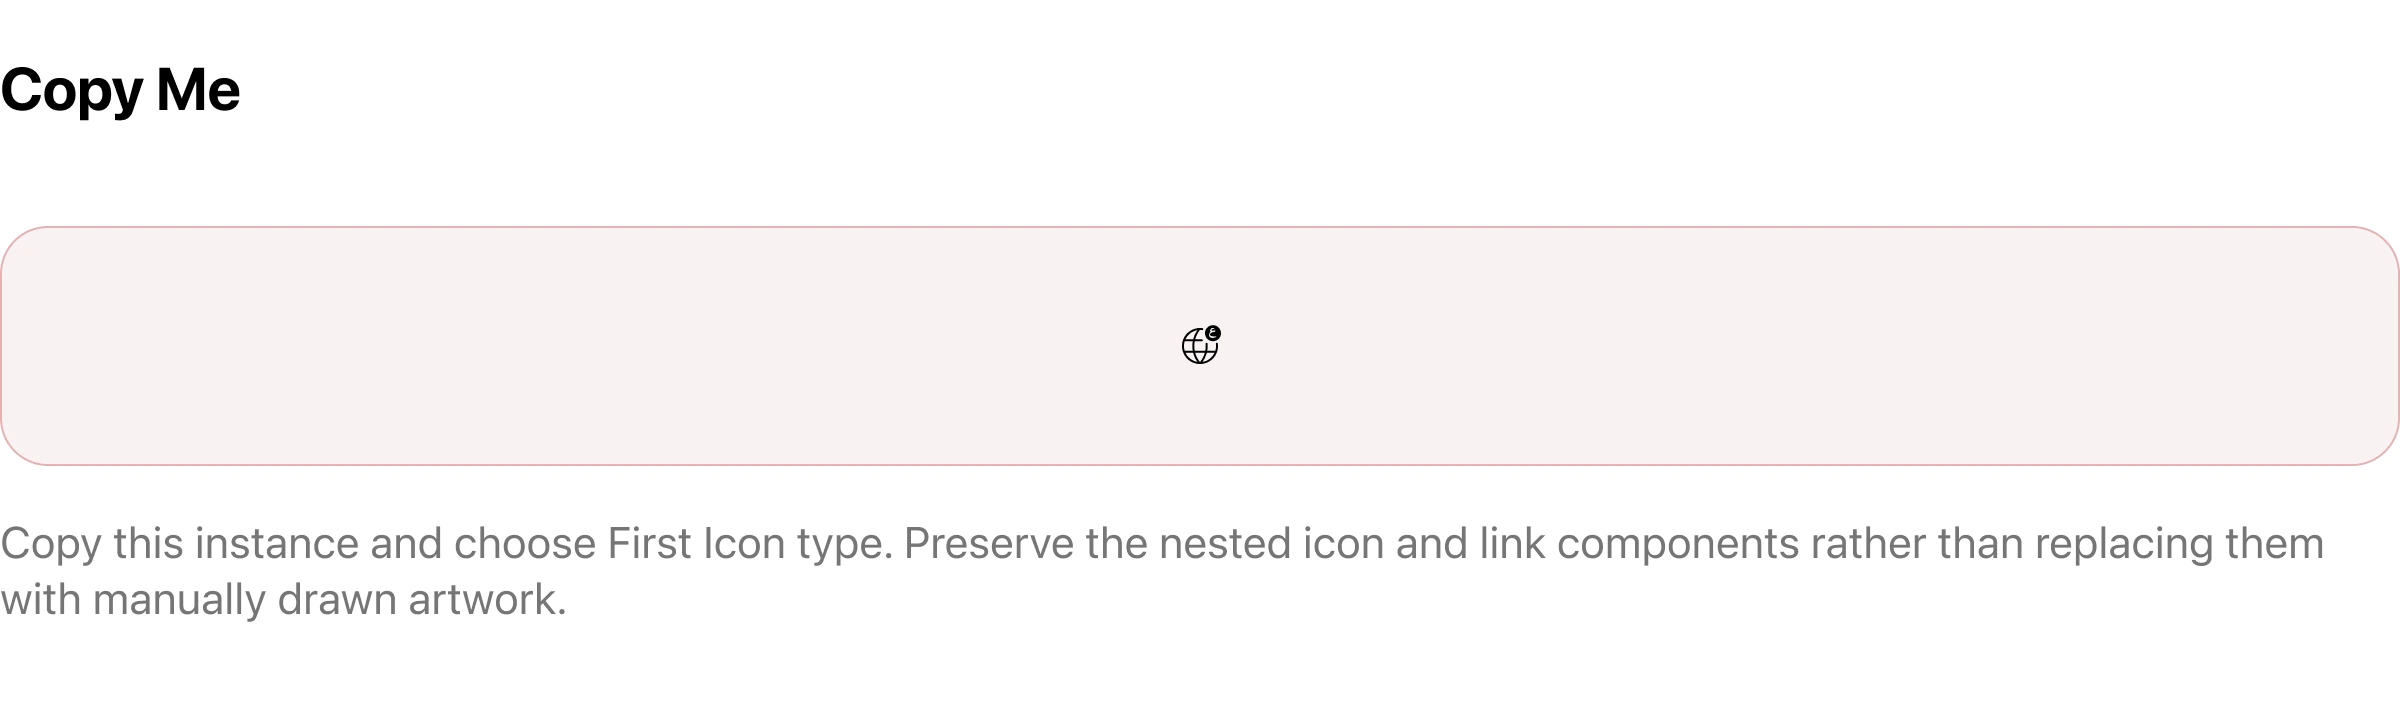 Copy Me
ع
Copy this instance and choose First Icon type. Preserve the nested icon and link components rather than replacing them
with manually drawn artwork.